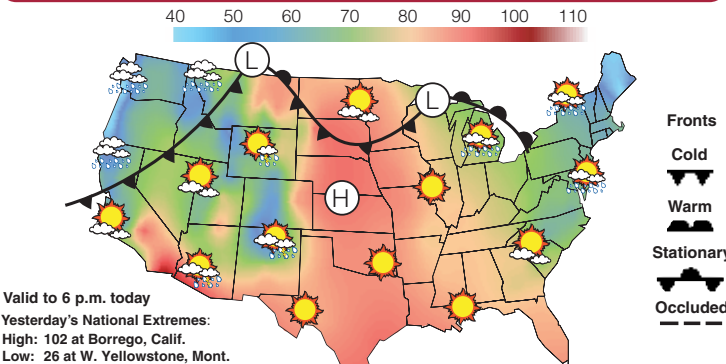 40 50 60 70 80 90 100 110
L
L
H
Fronts
Cold
Warm
Stationary
Occluded
Valid to 6 p.m. today
Yesterday's National Extremes:
High: 102 at Borrego, Calif.
Low: 26 at W. Yellowstone, Mont.